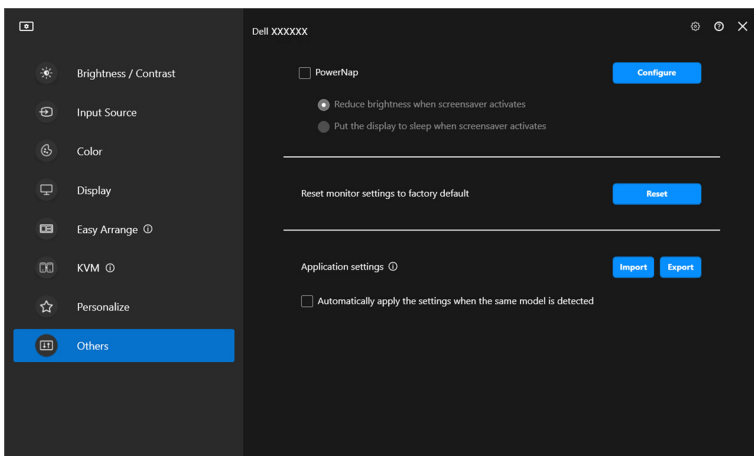 Dell XXXXXX
Brightness / Contrast
Input Source
Color
Display
Easy Arrange
KVM
Personalize
Others
PowerNap
Configure
Reduce brightness when screensaver activates
Put the display to sleep when screensaver activates
Reset monitor settings to factory default
Reset
Application settings
Import
Export
Automatically apply the settings when the same model is detected